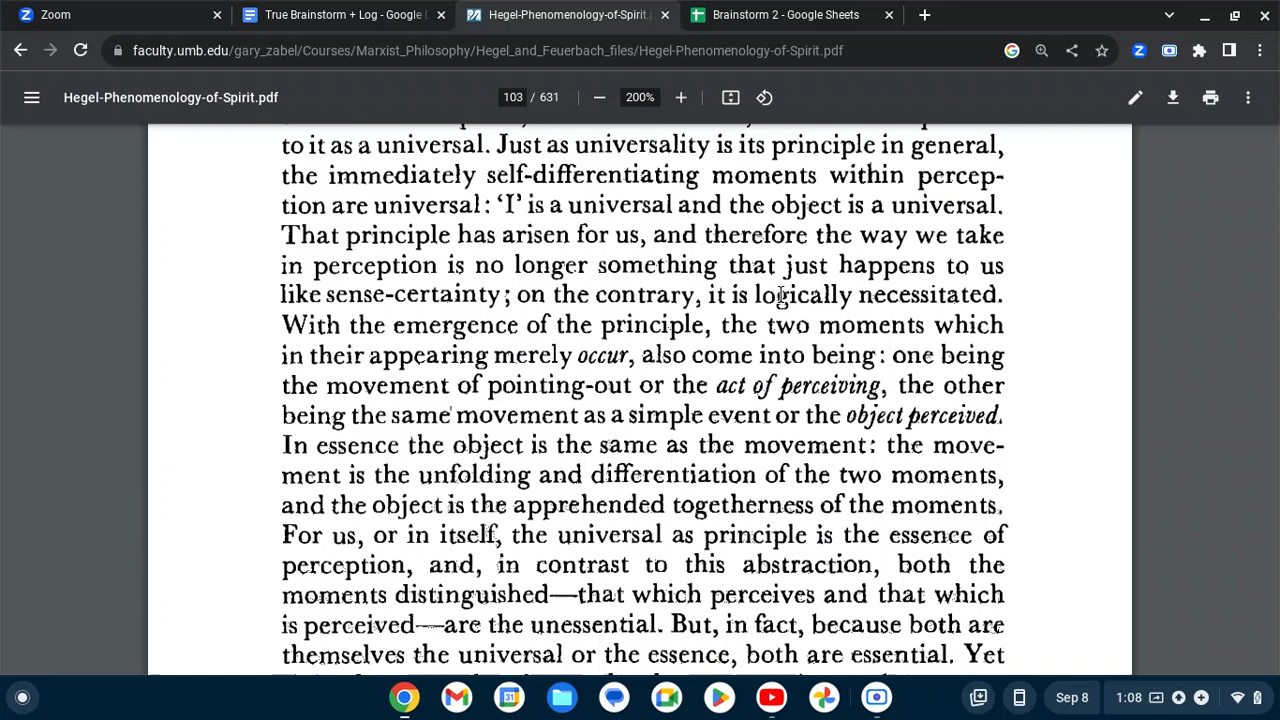 Zoom
True Brainstorm + Log - Google D
Hegel-Phenomenology-of-Spirit.p
Brainstorm 2 - Google Sheets
faculty.umb.edu/gary_zabel/Courses/Marxist_Philosophy/Hegel_and_Feuerbach_files/Hegel-Phenomenology-of-Spirit.pdf
Hegel-Phenomenology-of-Spirit.pdf
103 / 631
200%
to it as a universal. Just as universality is its principle in general,
the immediately self-differentiating moments within percep-
tion are universal: ‘I’ is a universal and the object is a universal.
That principle has arisen for us, and therefore the way we take
in perception is no longer something that just happens to us
like sense-certainty; on the contrary, it is logically necessitated.
With the emergence of the principle, the two moments which
in their appearing merely occur, also come into being: one being
the movement of pointing-out or the act of perceiving, the other
being the same movement as a simple event or the object perceived.
In essence the object is the same as the movement: the move-
ment is the unfolding and differentiation of the two moments,
and the object is the apprehended togetherness of the moments.
For us, or in itself, the universal as principle is the essence of
perception, and, in contrast to this abstraction, both the
moments distinguished—that which perceives and that which
is perceived—are the unessential. But, in fact, because both are
themselves the universal or the essence, both are essential. Yet
Sep 8
1:08